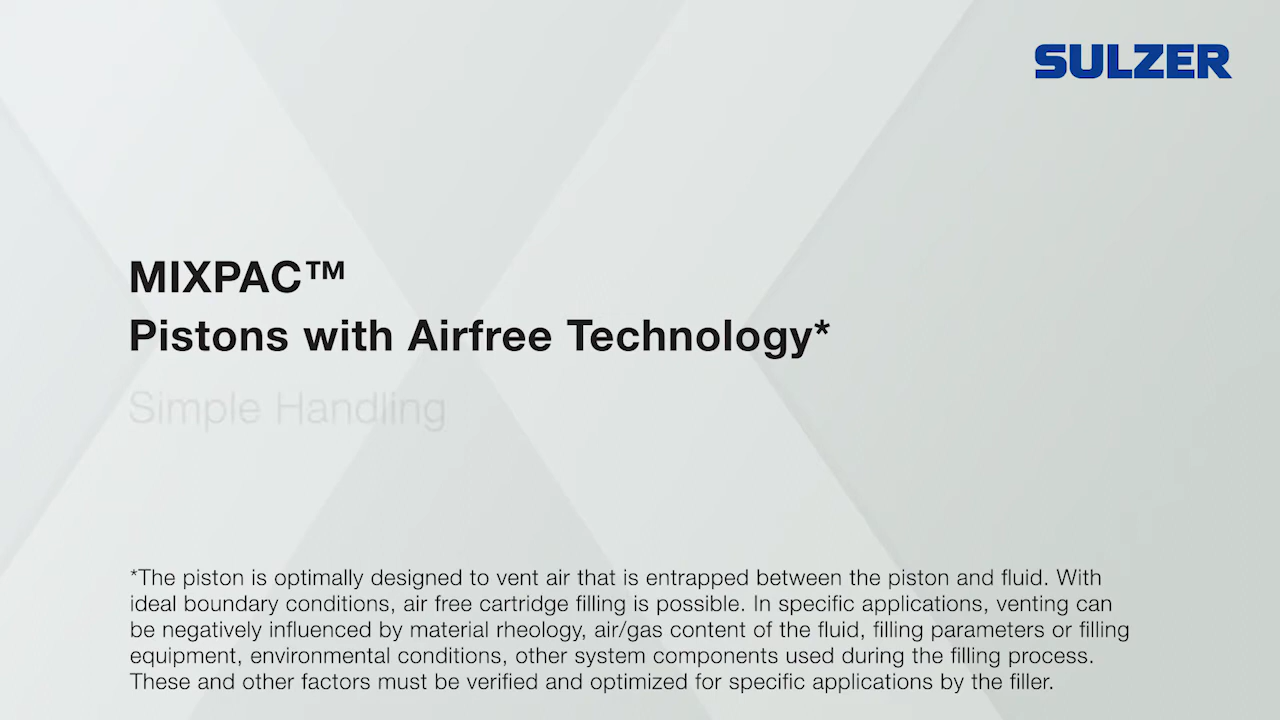 SULZER
MIXPAC™
Pistons with Airfree Technology*
Simple Handling
*The piston is optimally designed to vent air that is entrapped between the piston and fluid. With
ideal boundary conditions, air free cartridge filling is possible. In specific applications, venting can
be negatively influenced by material rheology, air/gas content of the fluid, filling parameters or filling
equipment, environmental conditions, other system components used during the filling process.
These and other factors must be verified and optimized for specific applications by the filler.